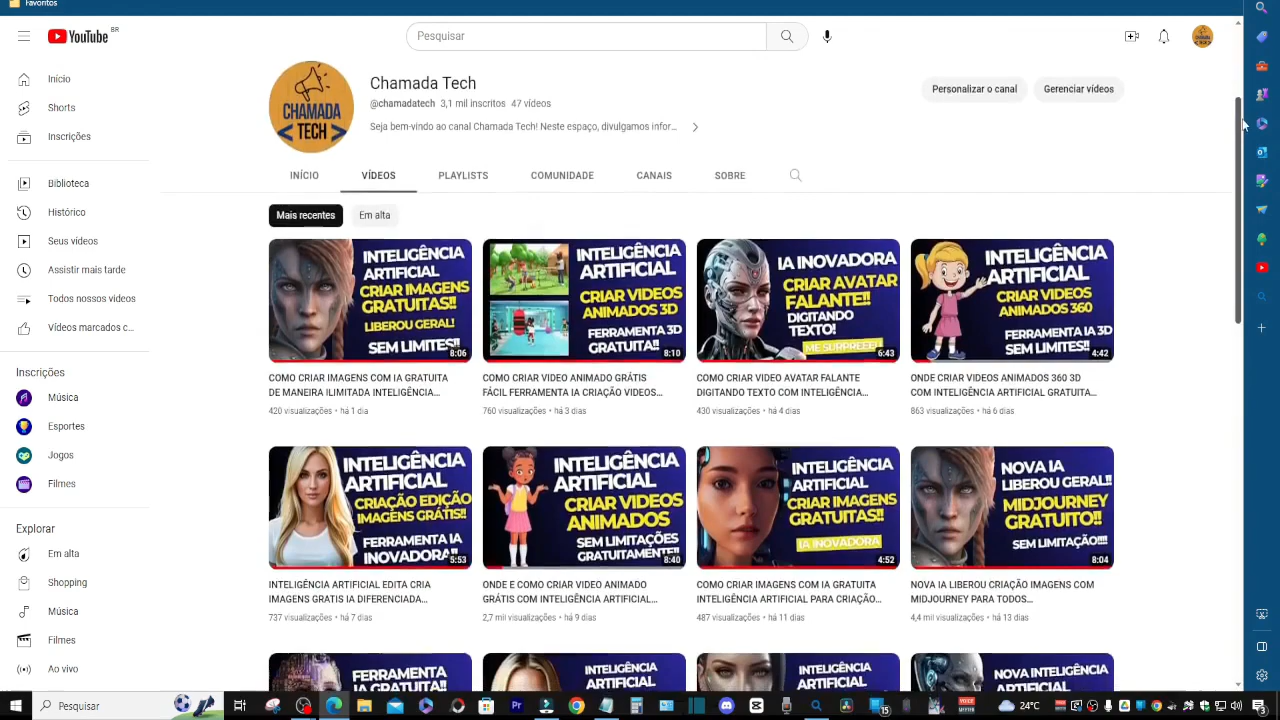 Favoritos
YouTube BR
Pesquisar
Início
Shorts
Inscrições
Biblioteca
Histórico
Seus vídeos
Assistir mais tarde
Todos nossos vídeos
Vídeos marcados c...
Inscrições
Música
Esportes
Jogos
Filmes
Explorar
Em alta
Shopping
Música
Filmes
Ao vivo
CHAMADA
<TECH>
Chamada Tech
@chamadatech 3,1 mil inscritos 47 vídeos
Seja bem-vindo ao canal Chamada Tech! Neste espaço, divulgamos infor...
Personalizar o canal
Gerenciar vídeos
INÍCIO VÍDEOS PLAYLISTS COMUNIDADE CANAIS SOBRE
Mais recentes Em alta
INTELIGÊNCIA
ARTIFICIAL
CRIAR IMAGENS
GRATUITAS!!
LIBEROU GERAL!
SEM LIMITES!!
8:06
COMO CRIAR IMAGENS COM IA GRATUITA
DE MANEIRA ILIMITADA INTELIGÊNCIA...
420 visualizações • há 1 dia
INTELIGÊNCIA
ARTIFICIAL
CRIAR VIDEOS
ANIMADOS 3D
FERRAMENTA 3D
GRATUITA!!
8:10
COMO CRIAR VIDEO ANIMADO GRÁTIS
FÁCIL FERRAMENTA IA CRIAÇÃO VIDEOS...
760 visualizações • há 3 dias
IA INOVADORA
CRIAR AVATAR
FALANTE!!
DIGITANDO
TEXTO!
ME SURPREEI!
6:43
COMO CRIAR VIDEO AVATAR FALANTE
DIGITANDO TEXTO COM INTELIGÊNCIA...
430 visualizações • há 4 dias
INTELIGÊNCIA
ARTIFICIAL
CRIAR VIDEOS
ANIMADOS 360
FERRAMENTA IA 3D
SEM LIMITES!!
4:42
ONDE CRIAR VIDEOS ANIMADOS 360 3D
COM INTELIGÊNCIA ARTIFICIAL GRATUITA...
863 visualizações • há 6 dias
INTELIGÊNCIA
ARTIFICIAL
CRIAÇÃO EDIÇÃO
IMAGENS GRÁTIS!!
FERRAMENTA IA
INOVADORA!!
5:53
INTELIGÊNCIA ARTIFICIAL EDITA CRIA
IMAGENS GRATIS IA DIFERENCIADA...
737 visualizações • há 7 dias
INTELIGÊNCIA
ARTIFICIAL
CRIAR VIDEOS
ANIMADOS
SEM LIMITAÇÕES
GRATUITAMENTE!!
8:40
ONDE E COMO CRIAR VIDEO ANIMADO
GRÁTIS COM INTELIGÊNCIA ARTIFICIAL...
2,7 mil visualizações • há 9 dias
INTELIGÊNCIA
ARTIFICIAL
CRIAR IMAGENS
GRATUITAS!!
IA INOVADORA
4:52
COMO CRIAR IMAGENS COM IA GRATUITA
INTELIGÊNCIA ARTIFICIAL PARA CRIAÇÃO...
487 visualizações • há 11 dias
NOVA IA
LIBEROU GERAL!!
MIDJOURNEY
GRATUITO!!
SEM LIMITAÇÃO!!!!
8:04
NOVA IA LIBEROU CRIAÇÃO IMAGENS COM
MIDJOURNEY PARA TODOS...
4,4 mil visualizações • há 13 dias
FERRAMENTA
IA GRATUITA!
INTELIGÊNCIA
ARTIFICIAL
INTELIGÊNCIA
ARTIFICIAL
NOVA INTELIGÊNCIA
Pesquisar
Pr
15
24°C